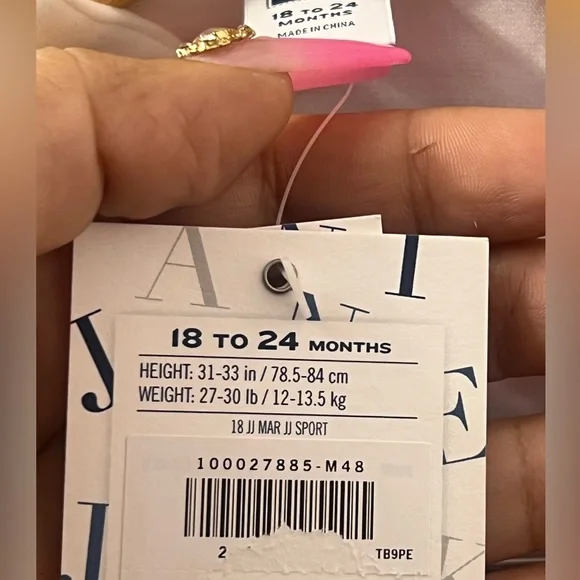 18 TO 24
MONTHS
MADE IN CHINA
18 TO 24 MONTHS
HEIGHT: 31-33 in / 78.5-84 cm
WEIGHT: 27-30 lb / 12-13.5 kg
18 JJ MAR JJ SPORT
100027885-M48
2
TB9PE